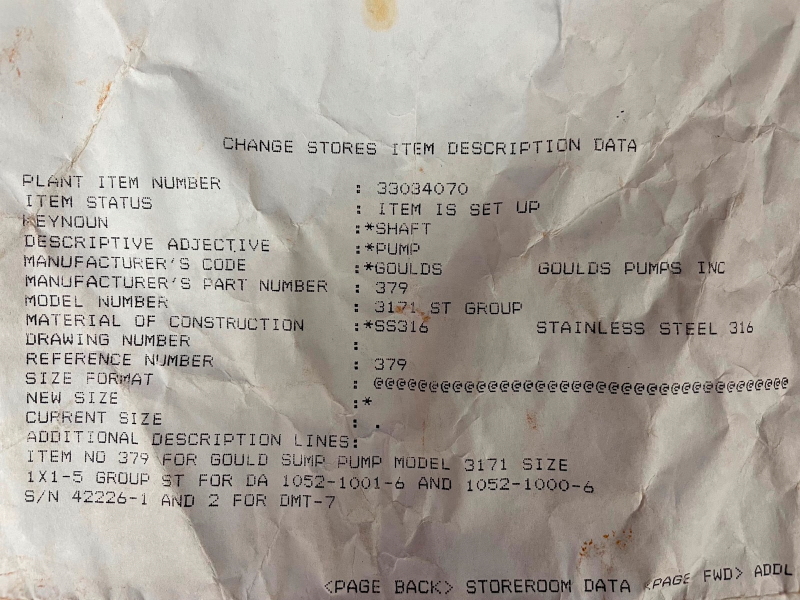 CHANGE STORES ITEM DESCRIPTION DATA
PLANT ITEM NUMBER : 33034070
ITEM STATUS : ITEM IS SET UP
KEYNOUN :*SHAFT
DESCRIPTIVE ADJECTIVE :*PUMP
MANUFACTURER'S CODE :*GOULDS GOULDS PUMPS INC
MANUFACTURER'S PART NUMBER : 379
MODEL NUMBER : 3171 ST GROUP
MATERIAL OF CONSTRUCTION :*SS316 STAINLESS STEEL 316
DRAWING NUMBER :
REFERENCE NUMBER : 379
SIZE FORMAT : @@@@@@@@@@@@@@@@@@@@@@@@@@@@@@@@@@@@@@@@
NEW SIZE :*
CURRENT SIZE : .
ADDITIONAL DESCRIPTION LINES:
ITEM NO 379 FOR GOULD SUMP PUMP MODEL 3171 SIZE
1X1-5 GROUP ST FOR DA 1052-1001-6 AND 1052-1000-6
S/N 42226-1 AND 2 FOR DMT-7
<PAGE BACK> STOREROOM DATA <PAGE FWD> ADDL